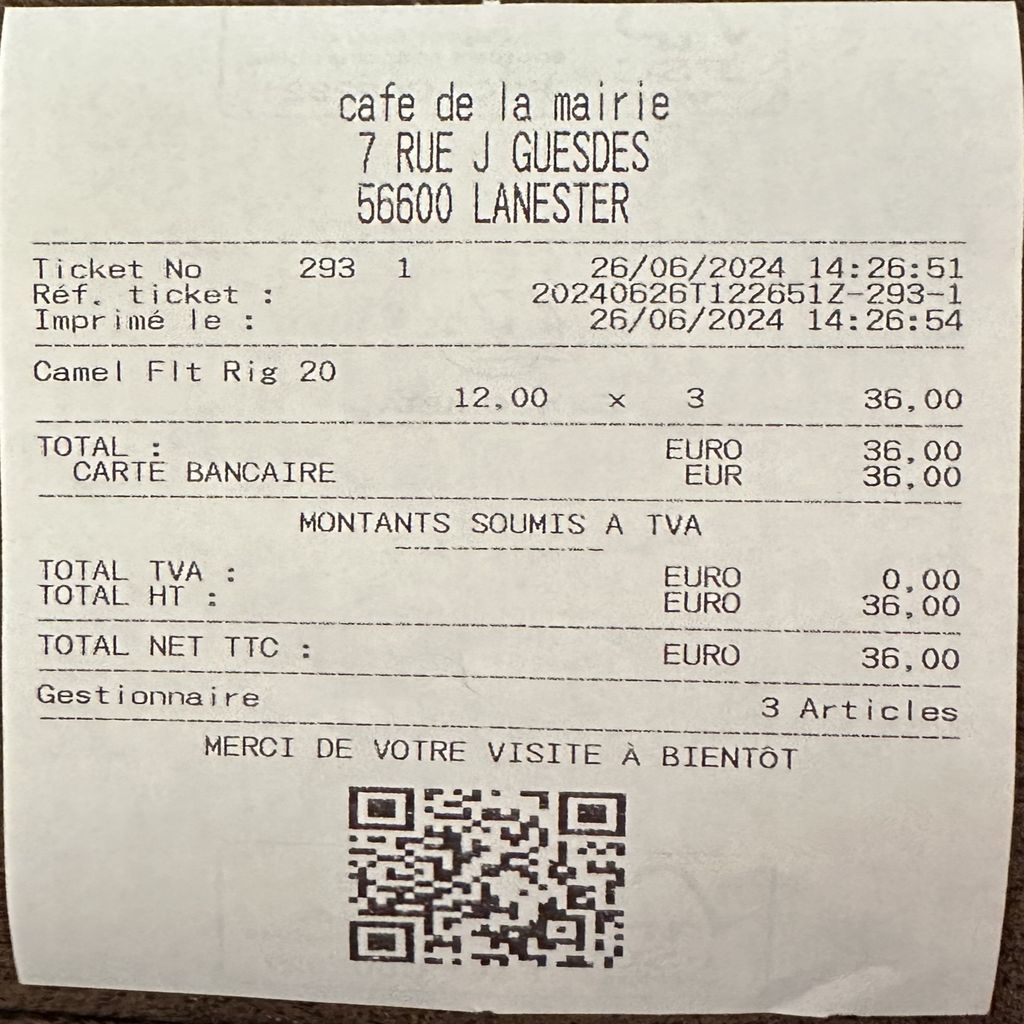 cafe de la mairie
7 RUE J GUESDES
56600 LANESTER
Ticket No 293 1 26/06/2024 14:26:51
Réf. ticket : 20240626T122651Z-293-1
Imprimé le : 26/06/2024 14:26:54
Camel Flt Rig 20
12,00 x 3 36,00
TOTAL : EURO 36,00
CARTE BANCAIRE EUR 36,00
MONTANTS SOUMIS A TVA
TOTAL TVA : EURO 0,00
TOTAL HT : EURO 36,00
TOTAL NET TTC : EURO 36,00
Gestionnaire 3 Articles
MERCI DE VOTRE VISITE À BIENTÔT